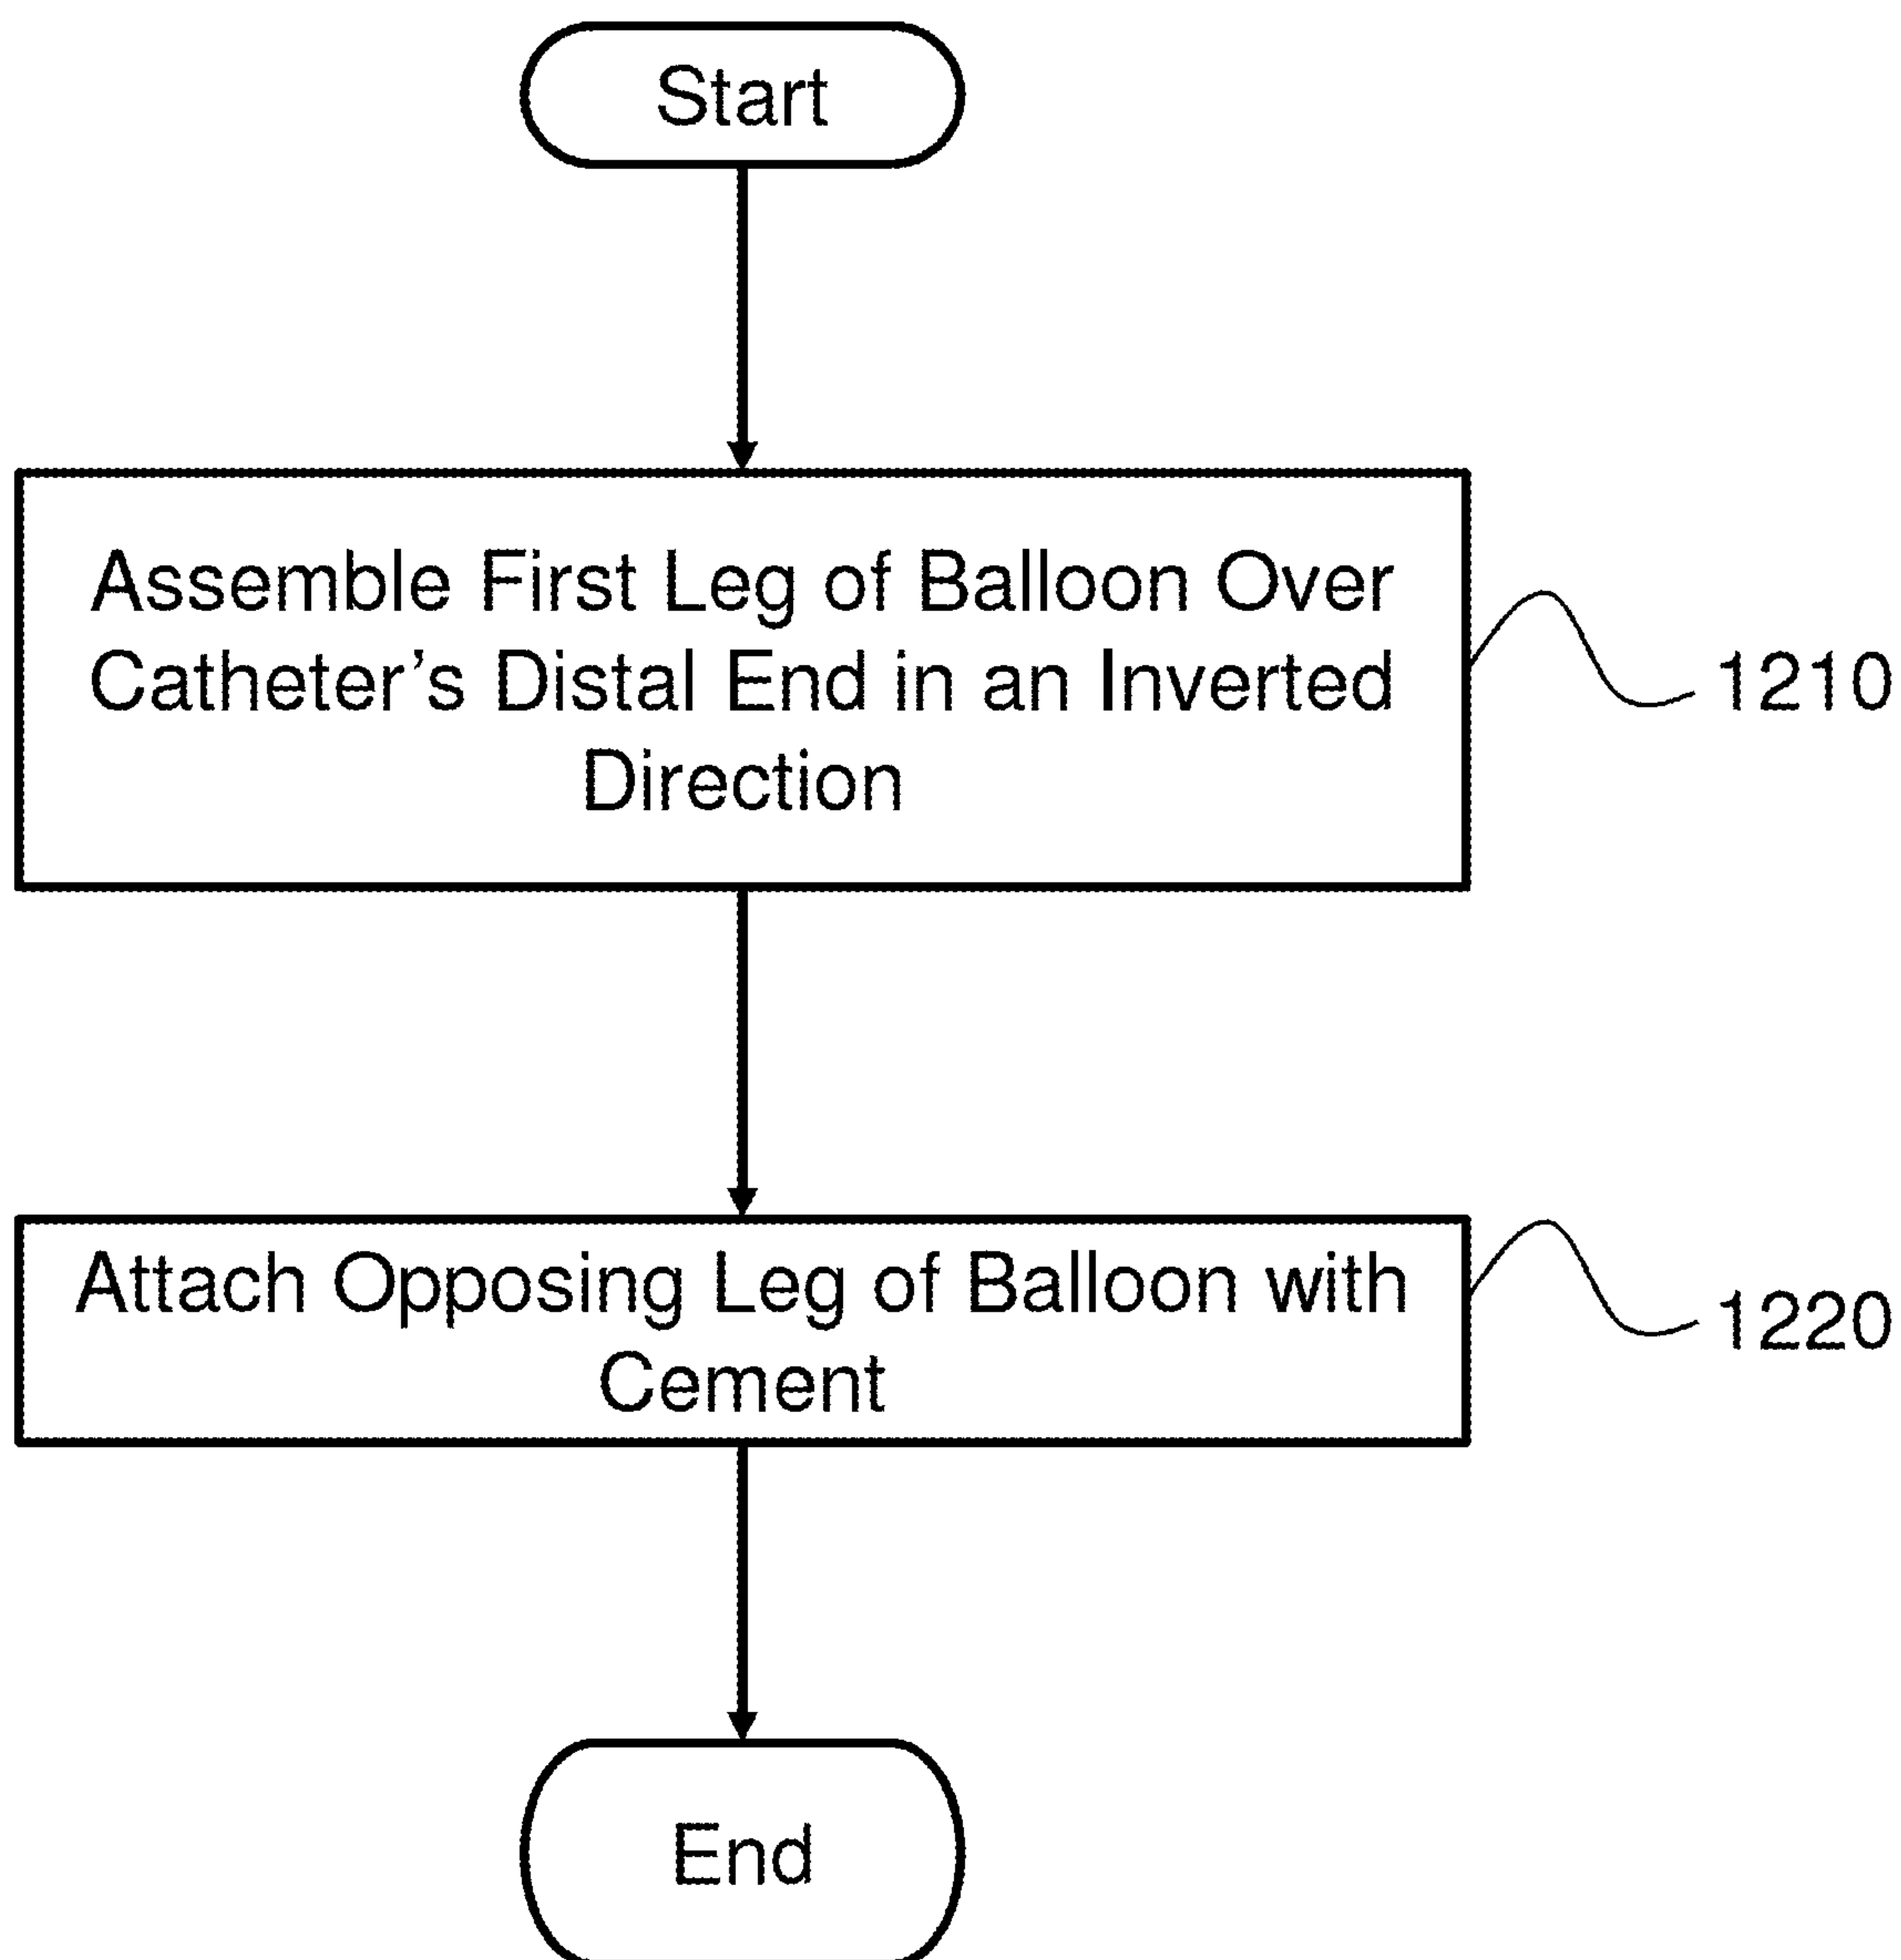 Start
Assemble First Leg of Balloon Over
Catheter’s Distal End in an Inverted
Direction
1210
Attach Opposing Leg of Balloon with
Cement
1220
End